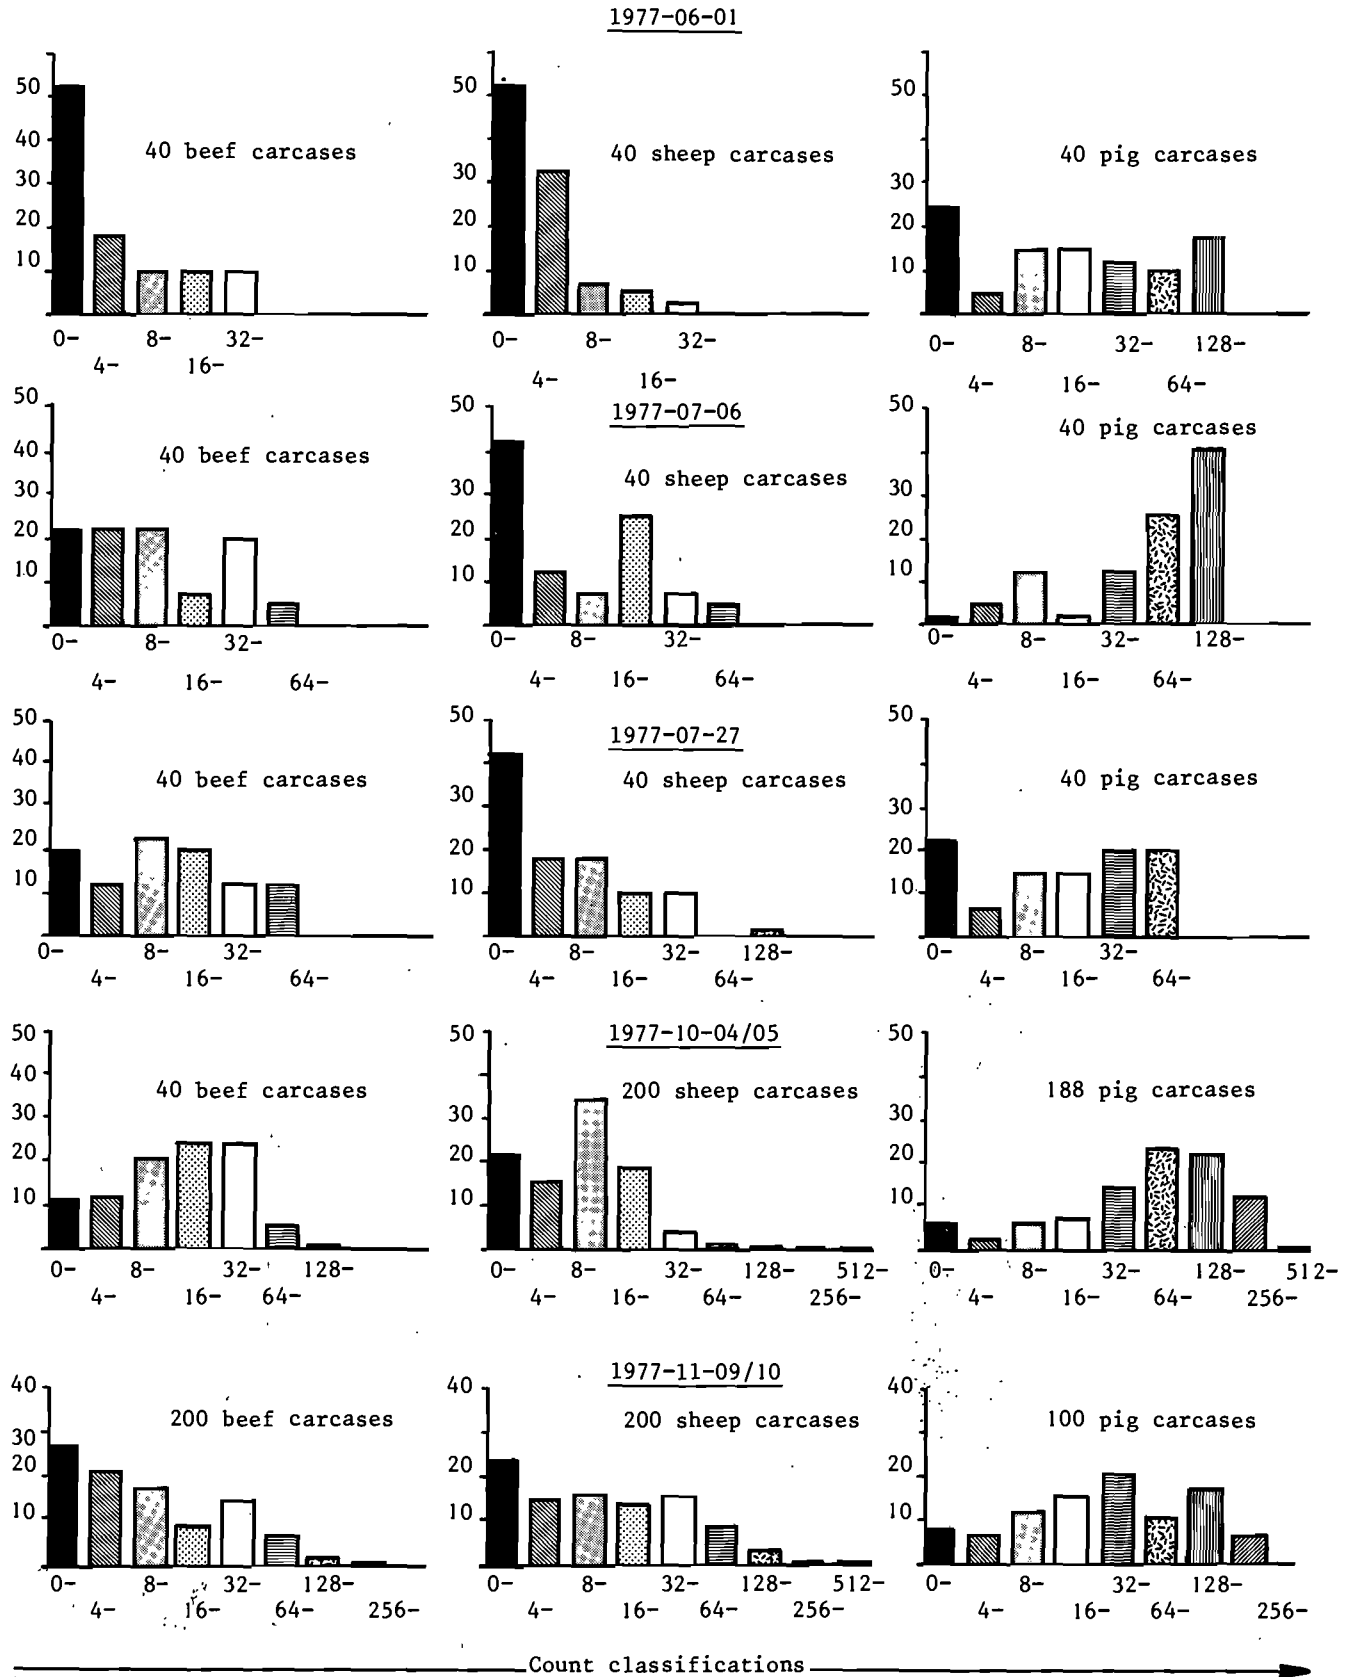 1977-06-01
50
40
30
20
10
40 beef carcases
0- 8- 32-
4- 16-
50
30
20
10
40 sheep carcases
0- 8- 32-
4- 16-
50
30
20
10
40 pig carcases
0- 8- 32- 128-
4- 16- 64-
1977-07-06
50
40
30
20
10
40 beef carcases
0- 8- 32-
4- 16- 64-
50
30
20
10
40 sheep carcases
0- 8- 32-
4- 16- 64-
50
30
10
40 pig carcases
0- 8- 32- 128-
4- 16- 64-
1977-07-27
50
40
30
20
10
40 beef carcases
0- 8- 32-
4- 16- 64-
50
30
20
10
40 sheep carcases
0- 8- 32- 128-
4- 16- 64-
50
30
20
10
40 pig carcases
0- 8- 32-
4- 16- 64-
1977-10-04/05
50
40
30
20
10
40 beef carcases
0- 8- 32- 128-
4- 16- 64-
50
30
20
10
200 sheep carcases
0- 8- 32- 128- 512-
4- 16- 64- 256-
50
30
20
10
188 pig carcases
0- 8- 32- 128- 512-
4- 16- 64- 256-
1977-11-09/10
40
30
20
10
200 beef carcases
0- 8- 32- 128-
4- 16- 64- 256-
40
20
10
200 sheep carcases
0- 8- 32- 128- 512-
4- 16- 64- 256-
40
20
10
100 pig carcases
0- 8- 32- 128-
4- 16- 64- 256-
Count classifications